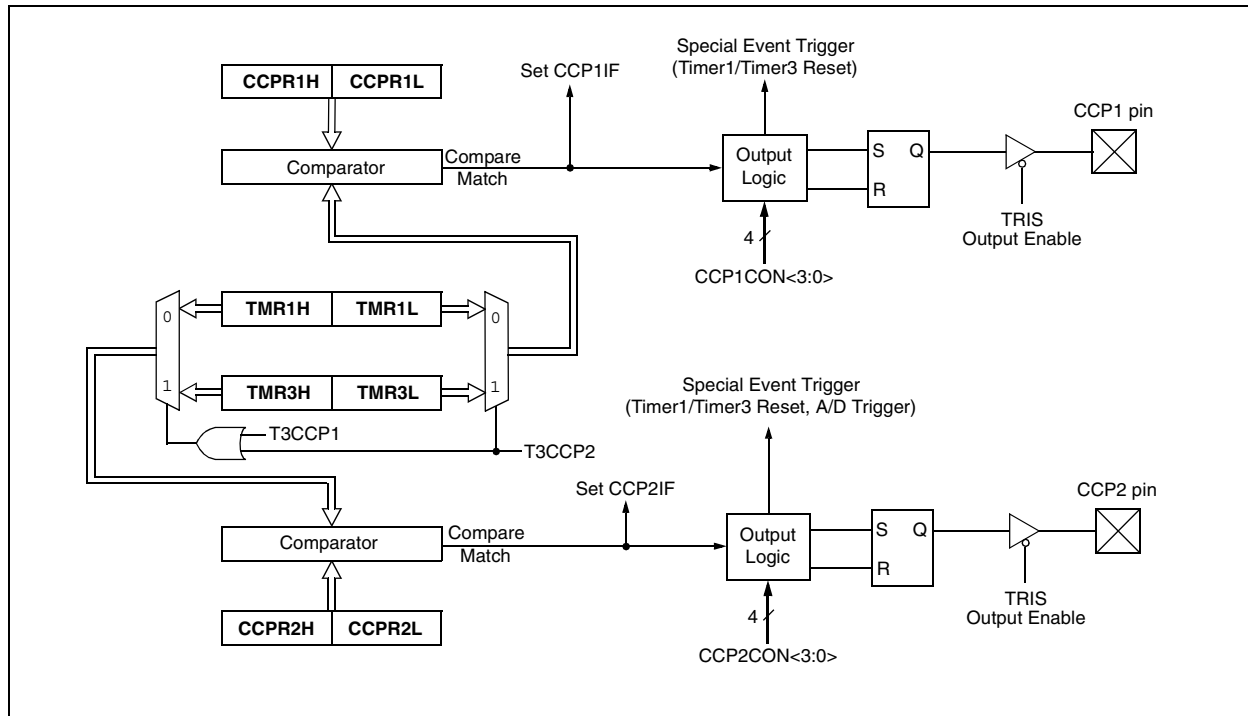 CCPR1H CCPR1L
Set CCP1IF
Special Event Trigger
(Timer1/Timer3 Reset)
CCP1 pin
Comparator
Compare
Match
Output
Logic
S Q
R
TRIS
Output Enable
4
CCP1CON<3:0>
0
TMR1H TMR1L
0
1
TMR3H TMR3L
1
T3CCP1
T3CCP2
Special Event Trigger
(Timer1/Timer3 Reset, A/D Trigger)
Set CCP2IF
CCP2 pin
Comparator
Compare
Match
Output
Logic
S Q
R
TRIS
Output Enable
4
CCPR2H CCPR2L
CCP2CON<3:0>